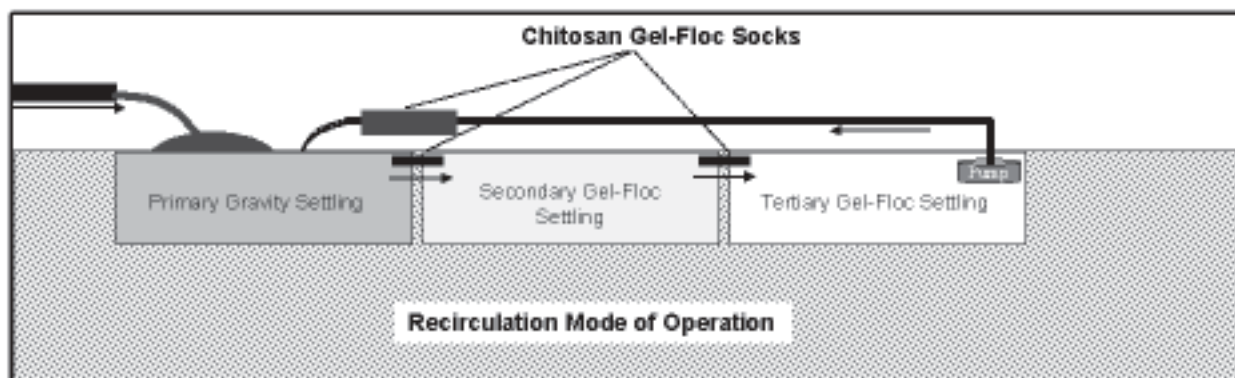 Chitosan Gel-Floc Socks
Primary Gravity Settling
Secondary Gel-Floc
Settling
Tertiary Gel-Floc Settling
Pump
Recirculation Mode of Operation